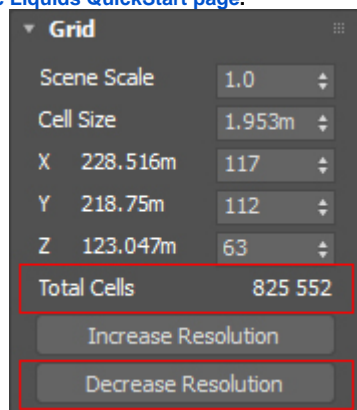 Liquids QuickStart page.
Grid
Scene Scale 1.0
Cell Size 1.953m
X 228.516m 117
Y 218.75m 112
Z 123.047m 63
Total Cells 825 552
Increase Resolution
Decrease Resolution